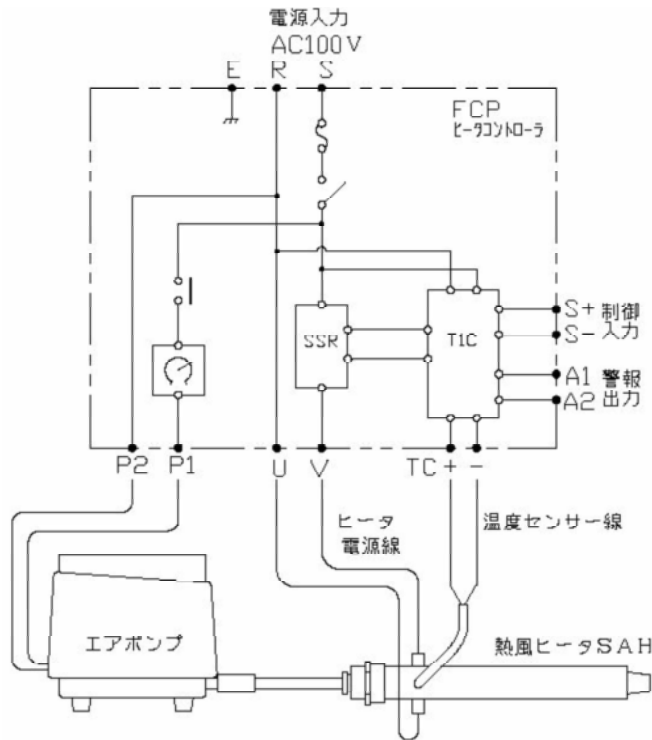 電源入力
AC100V
E R S
FCP
ヒータコントローラ
SSR
T1C
S+ 制御
S- 入力
A1 警報
A2 出力
P2 P1 U V TC + -
ヒータ
電源線
温度センサー線
エアポンプ
熱風ヒータSAH